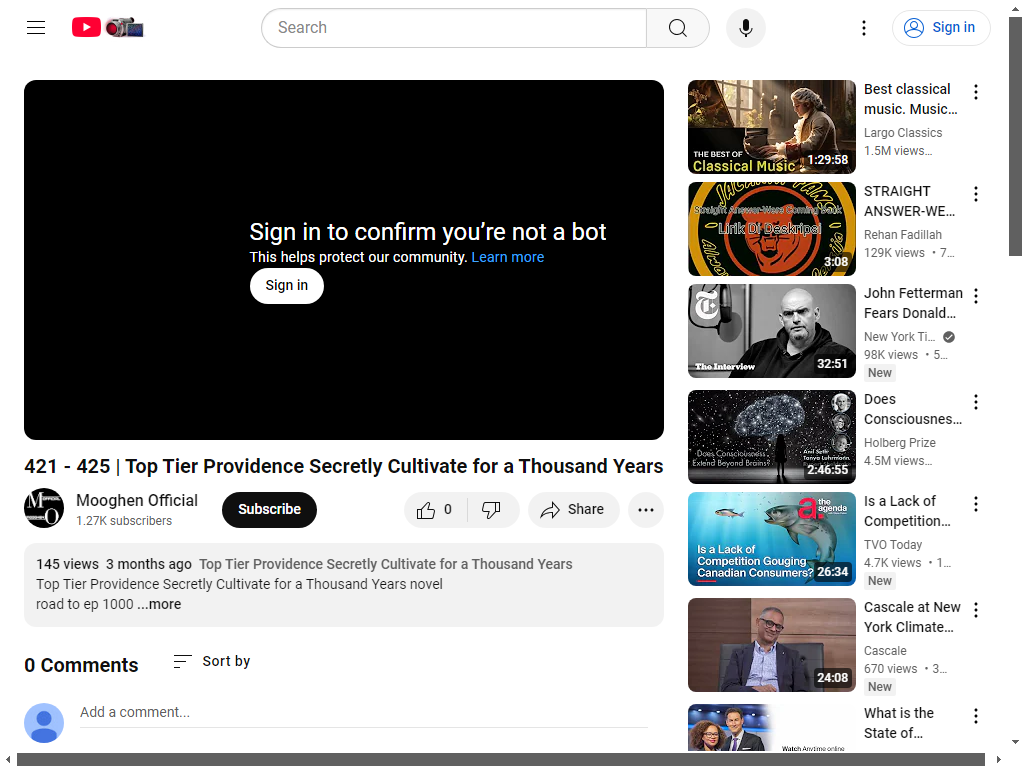 Search
Sign in
Sign in to confirm you’re not a bot
This helps protect our community. Learn more
Sign in
421 - 425 | Top Tier Providence Secretly Cultivate for a Thousand Years
Mooghen Official
1.27K subscribers
Subscribe
0
Share
145 views 3 months ago Top Tier Providence Secretly Cultivate for a Thousand Years
Top Tier Providence Secretly Cultivate for a Thousand Years novel
road to ep 1000 ...more
0 Comments
Sort by
Add a comment...
THE BEST OF
Classical Music
1:29:58
Best classical
music. Music…
Largo Classics
1.5M views…
Straight Answer-Were Coming Back
Lirik Di Deskripsi
3:08
STRAIGHT
ANSWER-WE…
Rehan Fadillah
129K views • 7…
The Interview
32:51
John Fetterman
Fears Donald…
New York Ti…
98K views • 5…
New
Does Consciousness
Extend Beyond Brains?
Anil Seth
Tanya Luhrmann
2:46:55
Does
Consciousnes…
Holberg Prize
4.5M views…
the
agenda
Is a Lack of
Competition Gouging
Canadian Consumers?
26:34
Is a Lack of
Competition…
TVO Today
4.7K views • 1…
New
24:08
Cascale at New
York Climate…
Cascale
670 views • 3…
New
Watch Anytime online
What is the
State of…